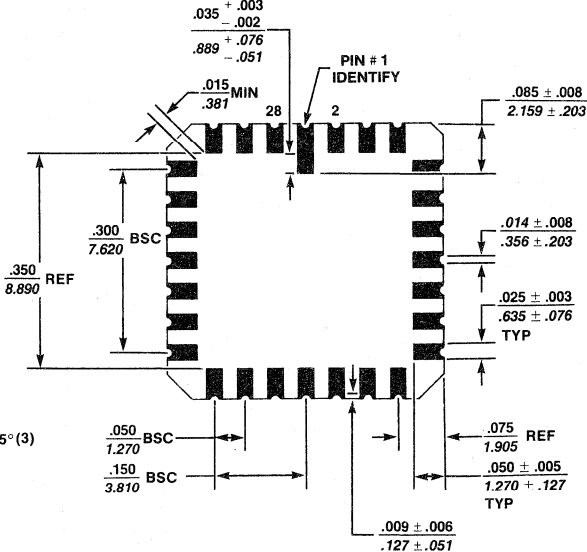 .035 + .003
− .002
.889 + .076
− .051
PIN # 1
IDENTIFY
.015 MIN
.381
28
2
.085 ± .008
2.159 ± .203
.300 BSC
7.620
.014 ± .008
.356 ± .203
.350 REF
8.890
.025 ± .003
.635 ± .076
TYP
5° (3)
.050 BSC
1.270
.075 REF
1.905
.150 BSC
3.810
.050 ± .005
1.270 + .127
TYP
.009 ± .006
.127 ± .051